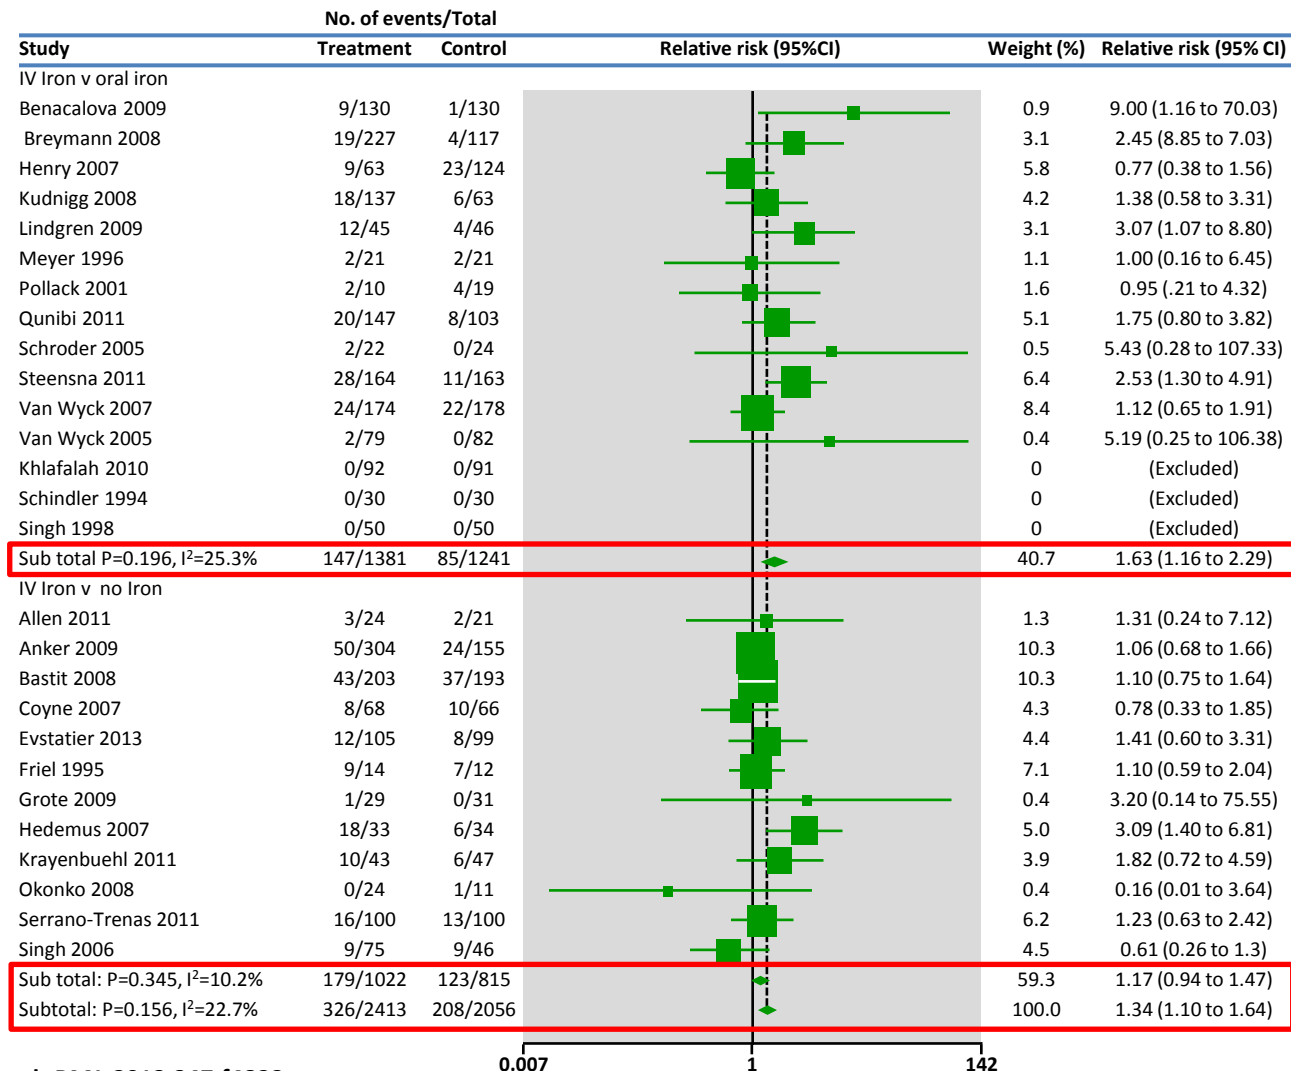 No. of events/Total
Study Treatment Control Relative risk (95%CI) Weight (%) Relative risk (95% CI)
IV Iron v oral iron
Benacalova 2009 9/130 1/130 0.9 9.00 (1.16 to 70.03)
Breymann 2008 19/227 4/117 3.1 2.45 (8.85 to 7.03)
Henry 2007 9/63 23/124 5.8 0.77 (0.38 to 1.56)
Kudnigg 2008 18/137 6/63 4.2 1.38 (0.58 to 3.31)
Lindgren 2009 12/45 4/46 3.1 3.07 (1.07 to 8.80)
Meyer 1996 2/21 2/21 1.1 1.00 (0.16 to 6.45)
Pollack 2001 2/10 4/19 1.6 0.95 (.21 to 4.32)
Qunibi 2011 20/147 8/103 5.1 1.75 (0.80 to 3.82)
Schroder 2005 2/22 0/24 0.5 5.43 (0.28 to 107.33)
Steensna 2011 28/164 11/163 6.4 2.53 (1.30 to 4.91)
Van Wyck 2007 24/174 22/178 8.4 1.12 (0.65 to 1.91)
Van Wyck 2005 2/79 0/82 0.4 5.19 (0.25 to 106.38)
Khlafalah 2010 0/92 0/91 0 (Excluded)
Schindler 1994 0/30 0/30 0 (Excluded)
Singh 1998 0/50 0/50 0 (Excluded)
Sub total P=0.196, I²=25.3% 147/1381 85/1241 40.7 1.63 (1.16 to 2.29)
IV Iron v no Iron
Allen 2011 3/24 2/21 1.3 1.31 (0.24 to 7.12)
Anker 2009 50/304 24/155 10.3 1.06 (0.68 to 1.66)
Bastit 2008 43/203 37/193 10.3 1.10 (0.75 to 1.64)
Coyne 2007 8/68 10/66 4.3 0.78 (0.33 to 1.85)
Evstatier 2013 12/105 8/99 4.4 1.41 (0.60 to 3.31)
Friel 1995 9/14 7/12 7.1 1.10 (0.59 to 2.04)
Grote 2009 1/29 0/31 0.4 3.20 (0.14 to 75.55)
Hedemus 2007 18/33 6/34 5.0 3.09 (1.40 to 6.81)
Krayenbuehl 2011 10/43 6/47 3.9 1.82 (0.72 to 4.59)
Okonko 2008 0/24 1/11 0.4 0.16 (0.01 to 3.64)
Serrano-Trenas 2011 16/100 13/100 6.2 1.23 (0.63 to 2.42)
Singh 2006 9/75 9/46 4.5 0.61 (0.26 to 1.3)
Sub total: P=0.345, I²=10.2% 179/1022 123/815 59.3 1.17 (0.94 to 1.47)
Subtotal: P=0.156, I²=22.7% 326/2413 208/2056 100.0 1.34 (1.10 to 1.64)
0.007 1 142